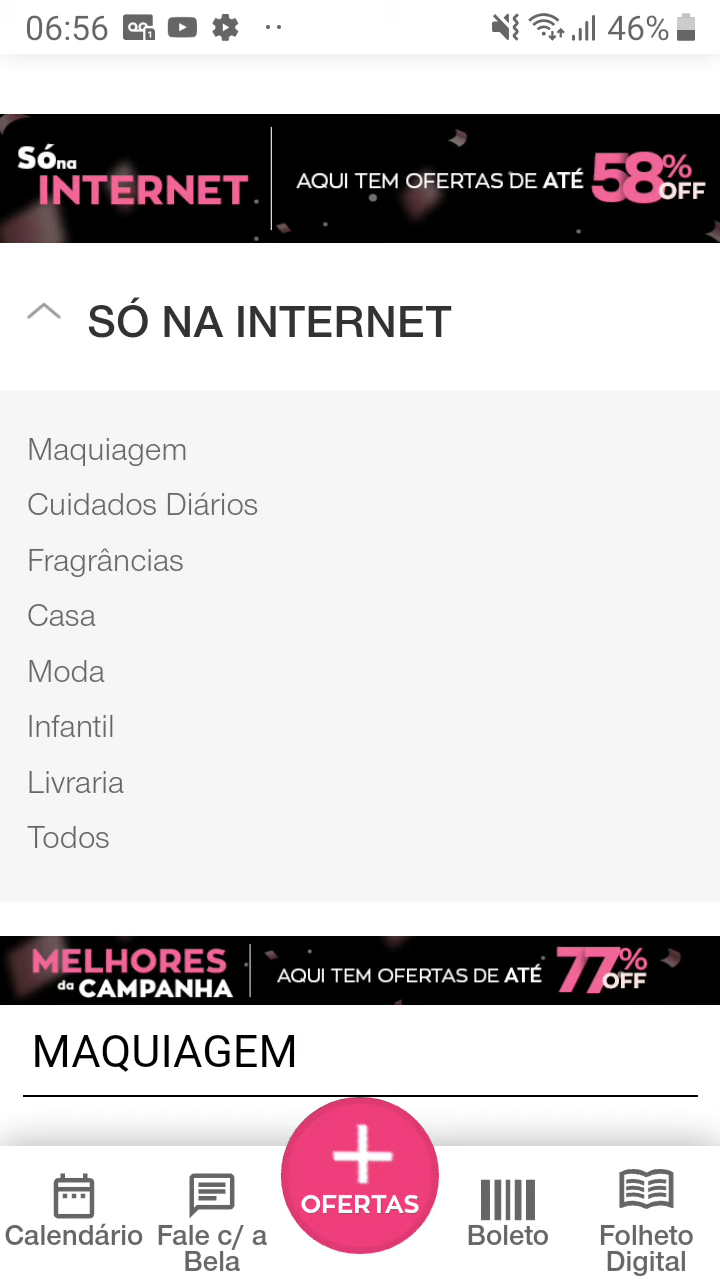 06:56
46%
Só na
INTERNET
AQUI TEM OFERTAS DE ATÉ 58% OFF
SÓ NA INTERNET
Maquiagem
Cuidados Diários
Fragrâncias
Casa
Moda
Infantil
Livraria
Todos
MELHORES
da CAMPANHA
AQUI TEM OFERTAS DE ATÉ 77% OFF
MAQUIAGEM
Calendário
Fale c/ a
Bela
OFERTAS
Boleto
Folheto
Digital